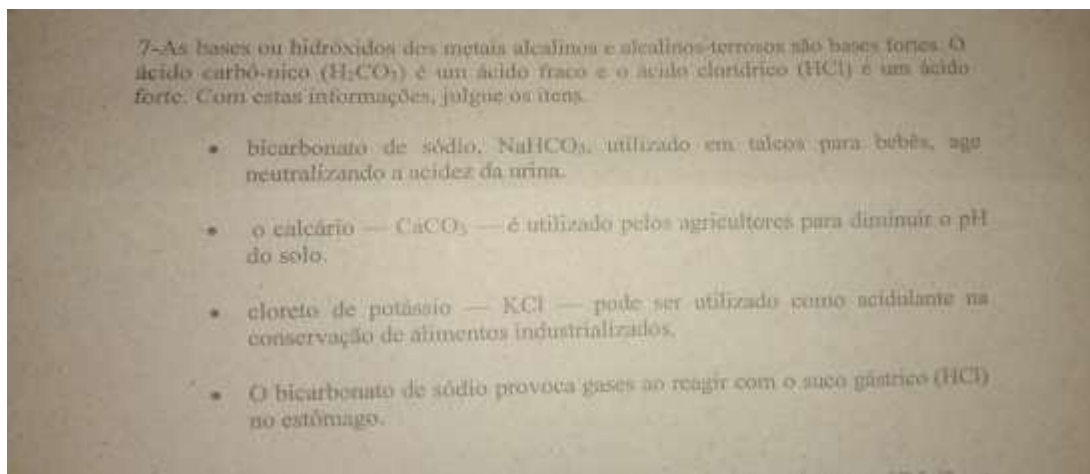 7-As bases ou hidróxidos dos metais alcalinos e alcalinos-terrosos são bases fortes. O
ácido carbô-nico (H₂CO₃) é um ácido fraco e o ácido clorídrico (HCl) é um ácido
forte. Com estas informações, julgue os itens.
• bicarbonato de sódio, NaHCO₃, utilizado em talcos para bebês, age
neutralizando a acidez da urina.
• o calcário — CaCO₃ — é utilizado pelos agricultores para diminuir o pH
do solo.
• cloreto de potássio — KCl — pode ser utilizado como acidulante na
conservação de alimentos industrializados.
• O bicarbonato de sódio provoca gases ao reagir com o suco gástrico (HCl)
no estômago.